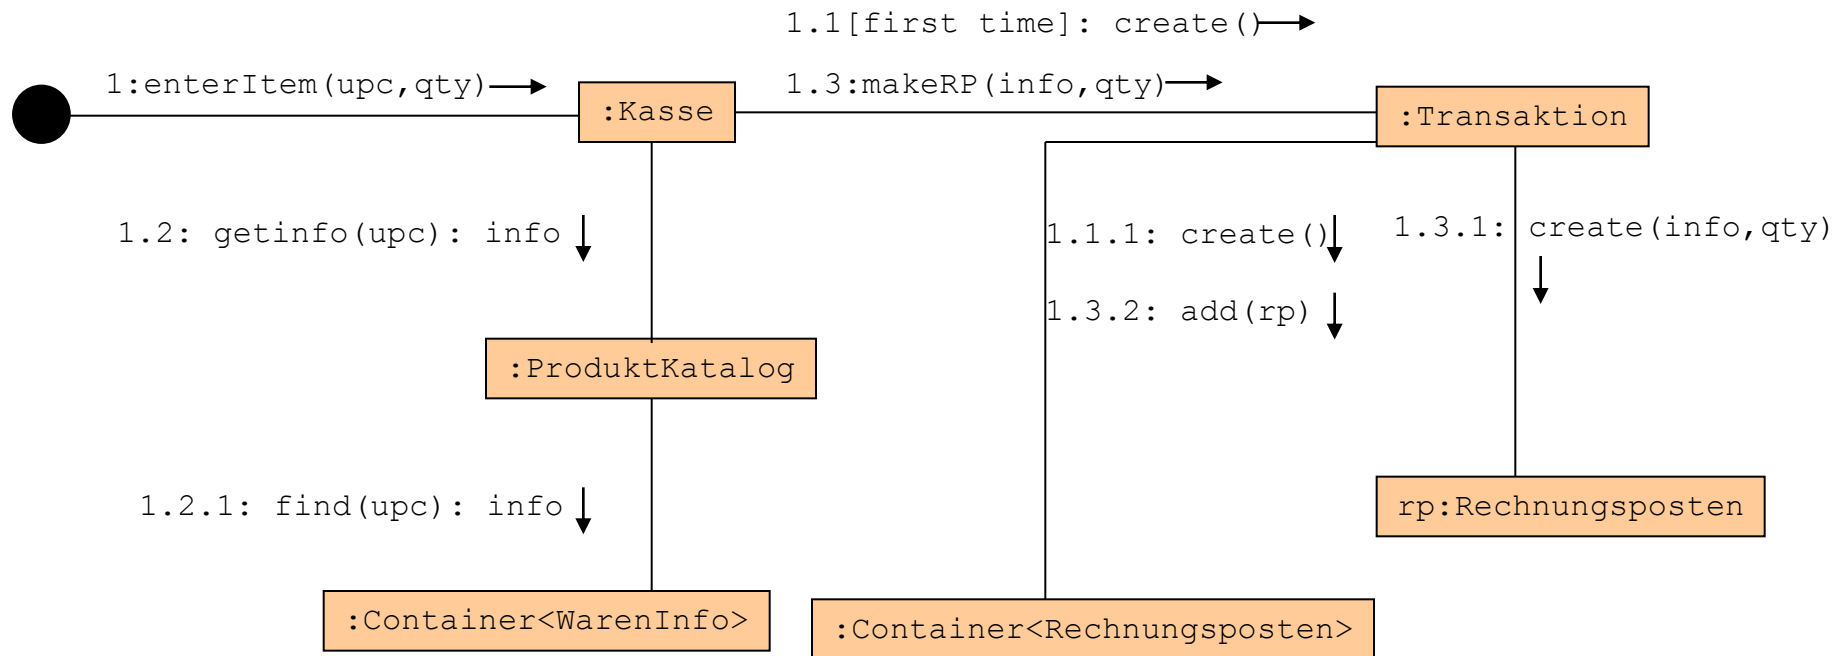 1.1[first time]: create()
1:enterItem(upc,qty)
1.3:makeRP(info,qty)
:Kasse
:Transaktion
1.2: getinfo(upc): info
1.1.1: create()
1.3.1: create(info,qty)
1.3.2: add(rp)
:ProduktKatalog
1.2.1: find(upc): info
rp:Rechnungsposten
:Container<WarenInfo>
:Container<Rechnungsposten>